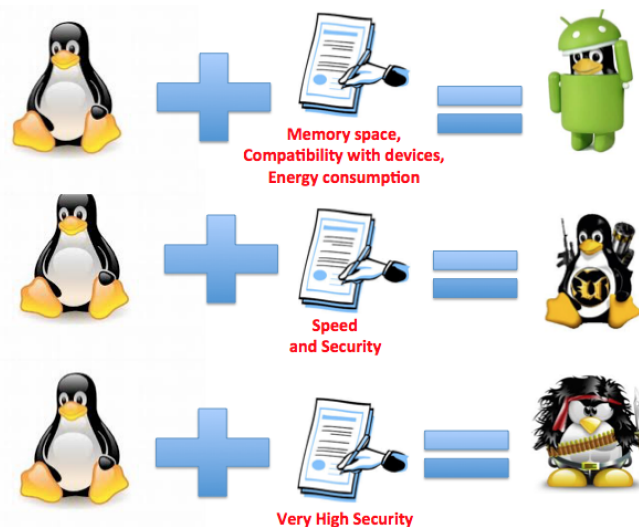 Memory space,
Compatibility with devices,
Energy consumption
Speed
and Security
Very High Security